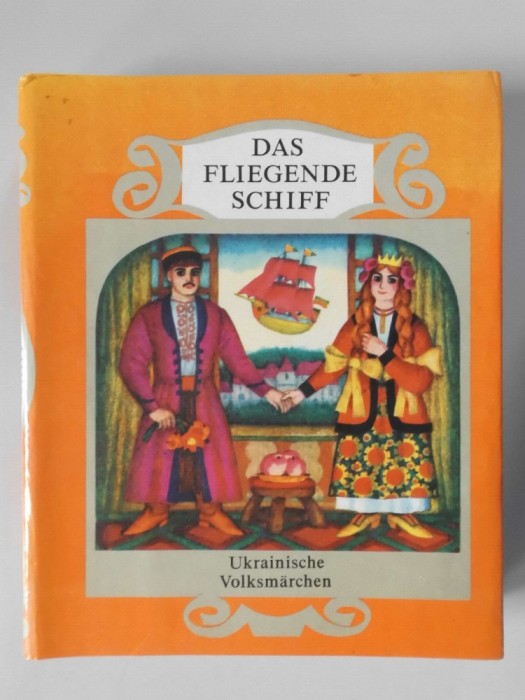 DAS
FLIEGENDE
SCHIFF
Ukrainische
Volksmärchen